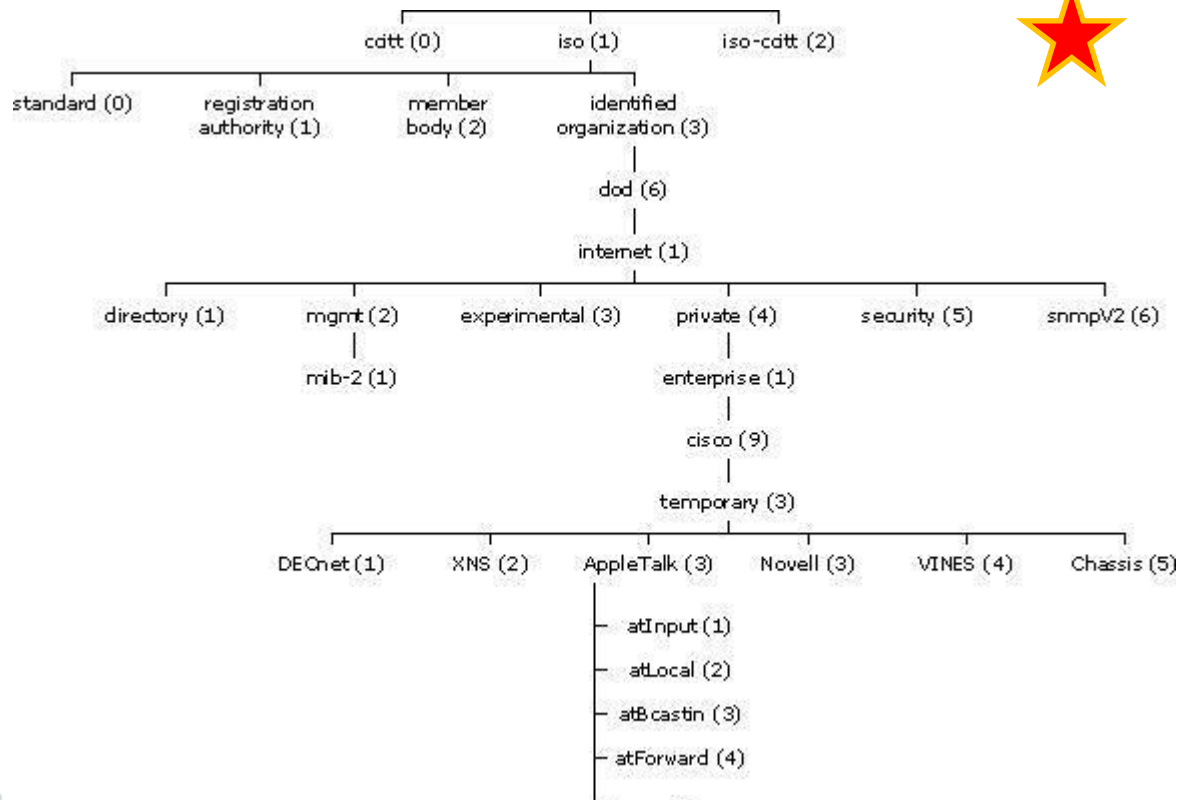 ccitt (0) iso (1) iso-ccitt (2)
standard (0) registration authority (1) member body (2) identified organization (3)
dod (6)
internet (1)
directory (1) mgmt (2) experimental (3) private (4) security (5) snmpV2 (6)
mib-2 (1) enterprise (1)
cisco (9)
temporary (3)
DECnet (1) XNS (2) AppleTalk (3) Novell (3) VINES (4) Chassis (5)
atInput (1)
atLocal (2)
atBcastin (3)
atForward (4)